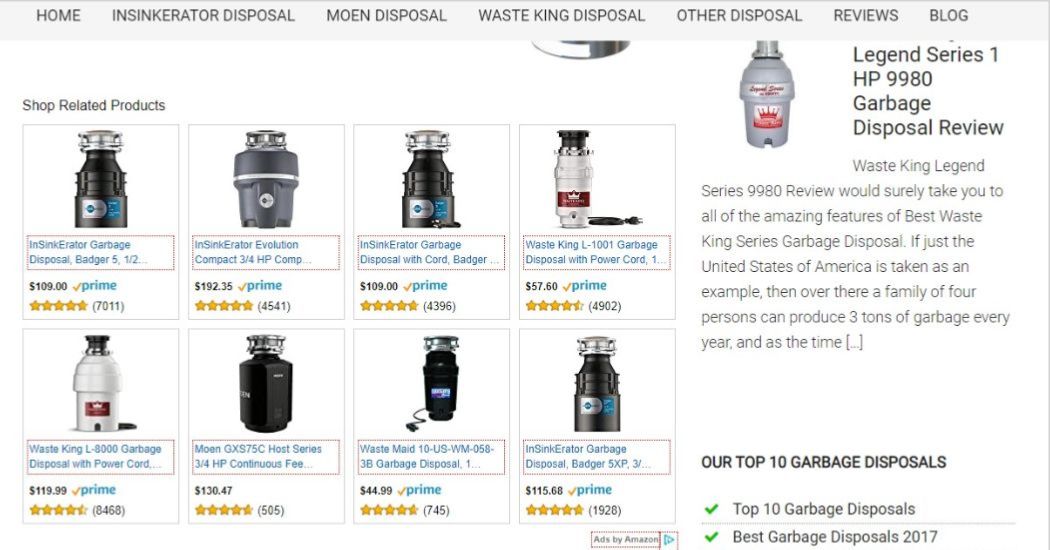 HOME INSINKERATOR DISPOSAL MOEN DISPOSAL WASTE KING DISPOSAL OTHER DISPOSAL REVIEWS BLOG
Shop Related Products
InSinkErator Garbage
Disposal, Badger 5, 1/2...
$109.00 prime
(7011)
InSinkErator Evolution
Compact 3/4 HP Comp...
$192.35 prime
(4541)
InSinkErator Garbage
Disposal with Cord, Badger ...
$109.00 prime
(4396)
Waste King L-1001 Garbage
Disposal with Power Cord, 1...
$57.60 prime
(4902)
Waste King L-8000 Garbage
Disposal with Power Cord,...
$119.99 prime
(8468)
Moen GXS75C Host Series
3/4 HP Continuous Fee...
$130.47
(505)
Waste Maid 10-US-WM-058-
3B Garbage Disposal, 1...
$44.99 prime
(745)
InSinkErator Garbage
Disposal, Badger 5XP, 3/...
$115.68 prime
(1928)
Ads by Amazon
Legend Series
Legend Series 1
HP 9980
Garbage
Disposal Review
Waste King Legend
Series 9980 Review would surely take you to
all of the amazing features of Best Waste
King Series Garbage Disposal. If just the
United States of America is taken as an
example, then over there a family of four
persons can produce 3 tons of garbage every
year, and as the time [...]
OUR TOP 10 GARBAGE DISPOSALS
Top 10 Garbage Disposals
Best Garbage Disposals 2017